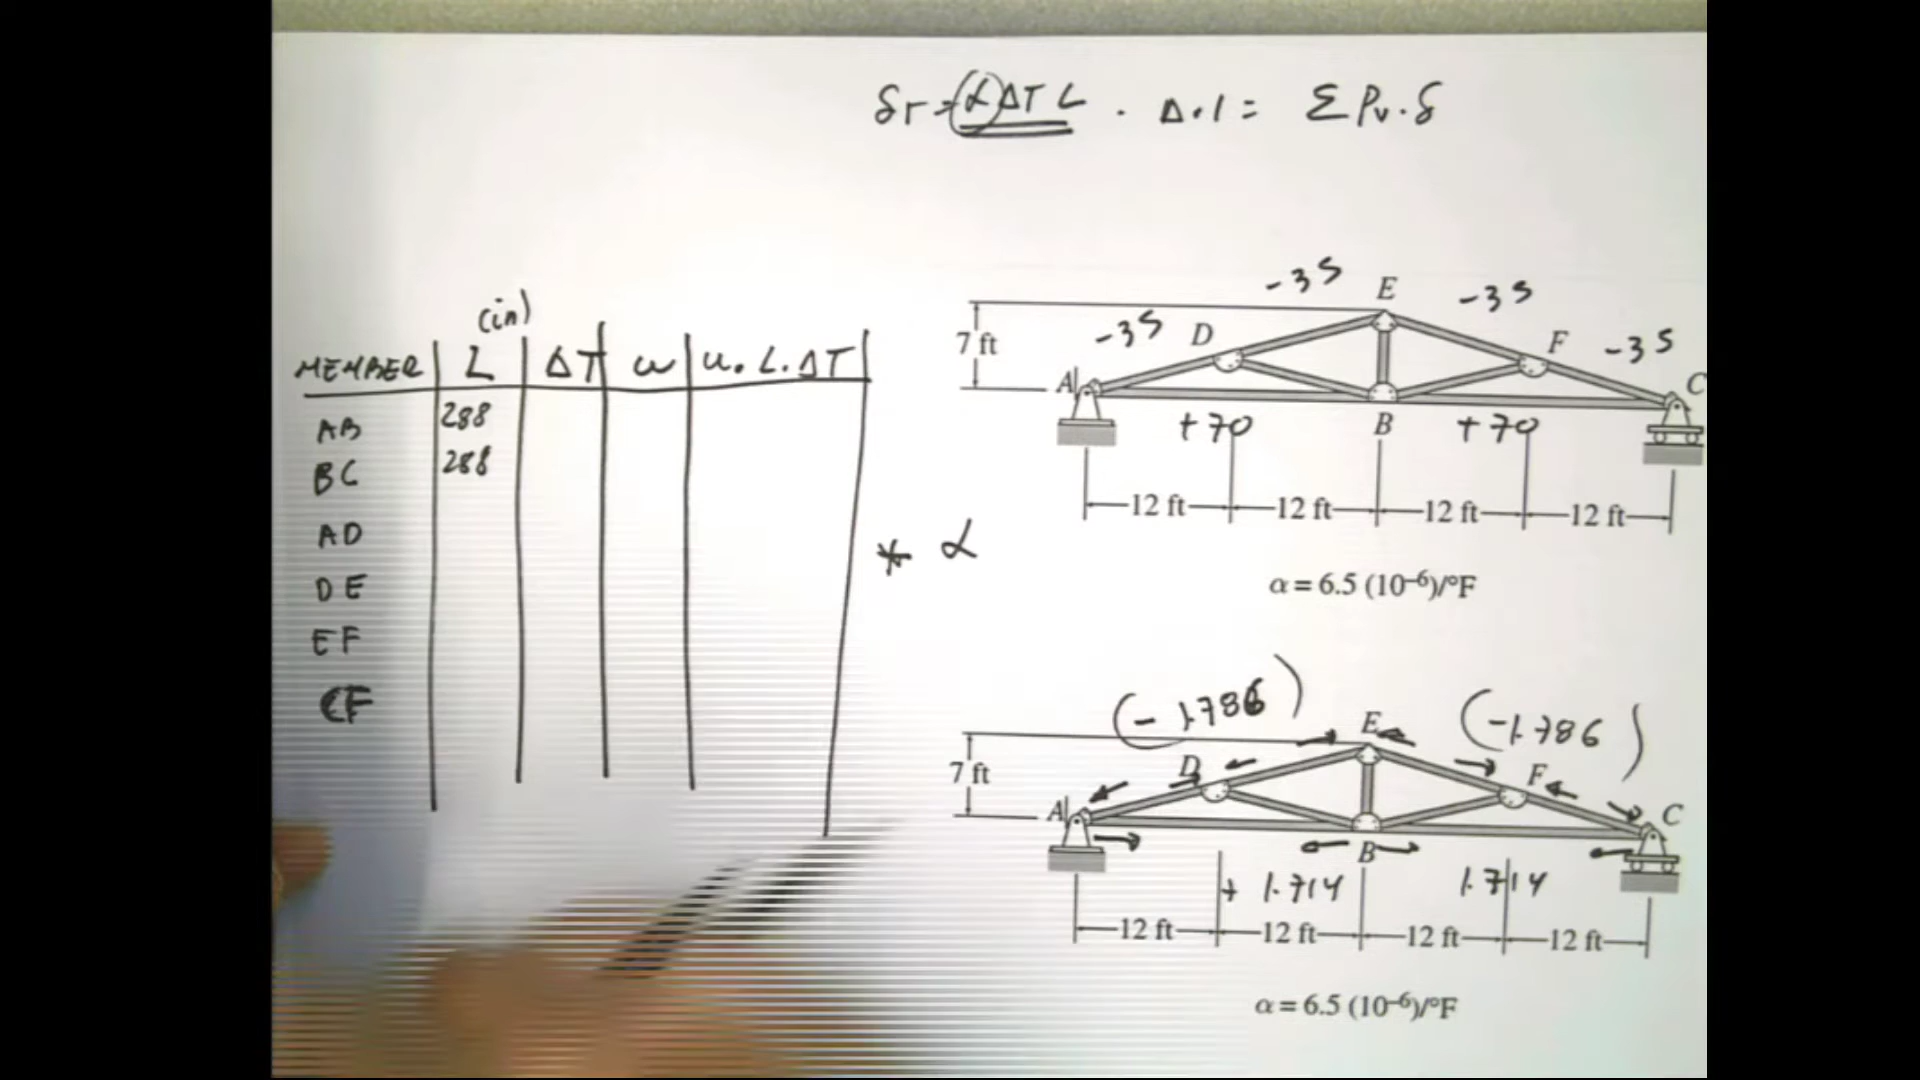 δT = α ΔT L . Δ.1 = Σ Pv . δ
(in)
MEMBER L ΔT u u. L. ΔT
AB 288
BC 288
AD
DE
EF
CF
* α
-35 E -35
7 ft -35 D F -35
A C
+70 B +70
12 ft 12 ft 12 ft 12 ft
α = 6.5 (10⁻⁶)/°F
(-1.786) E (-1.786)
7 ft D F
A C
B
+ 1.714 1.714
12 ft 12 ft 12 ft 12 ft
α = 6.5 (10⁻⁶)/°F